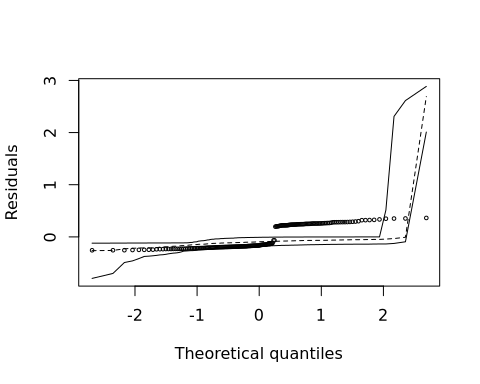 3
2
1
0
Residuals
-2 -1 0 1 2
Theoretical quantiles